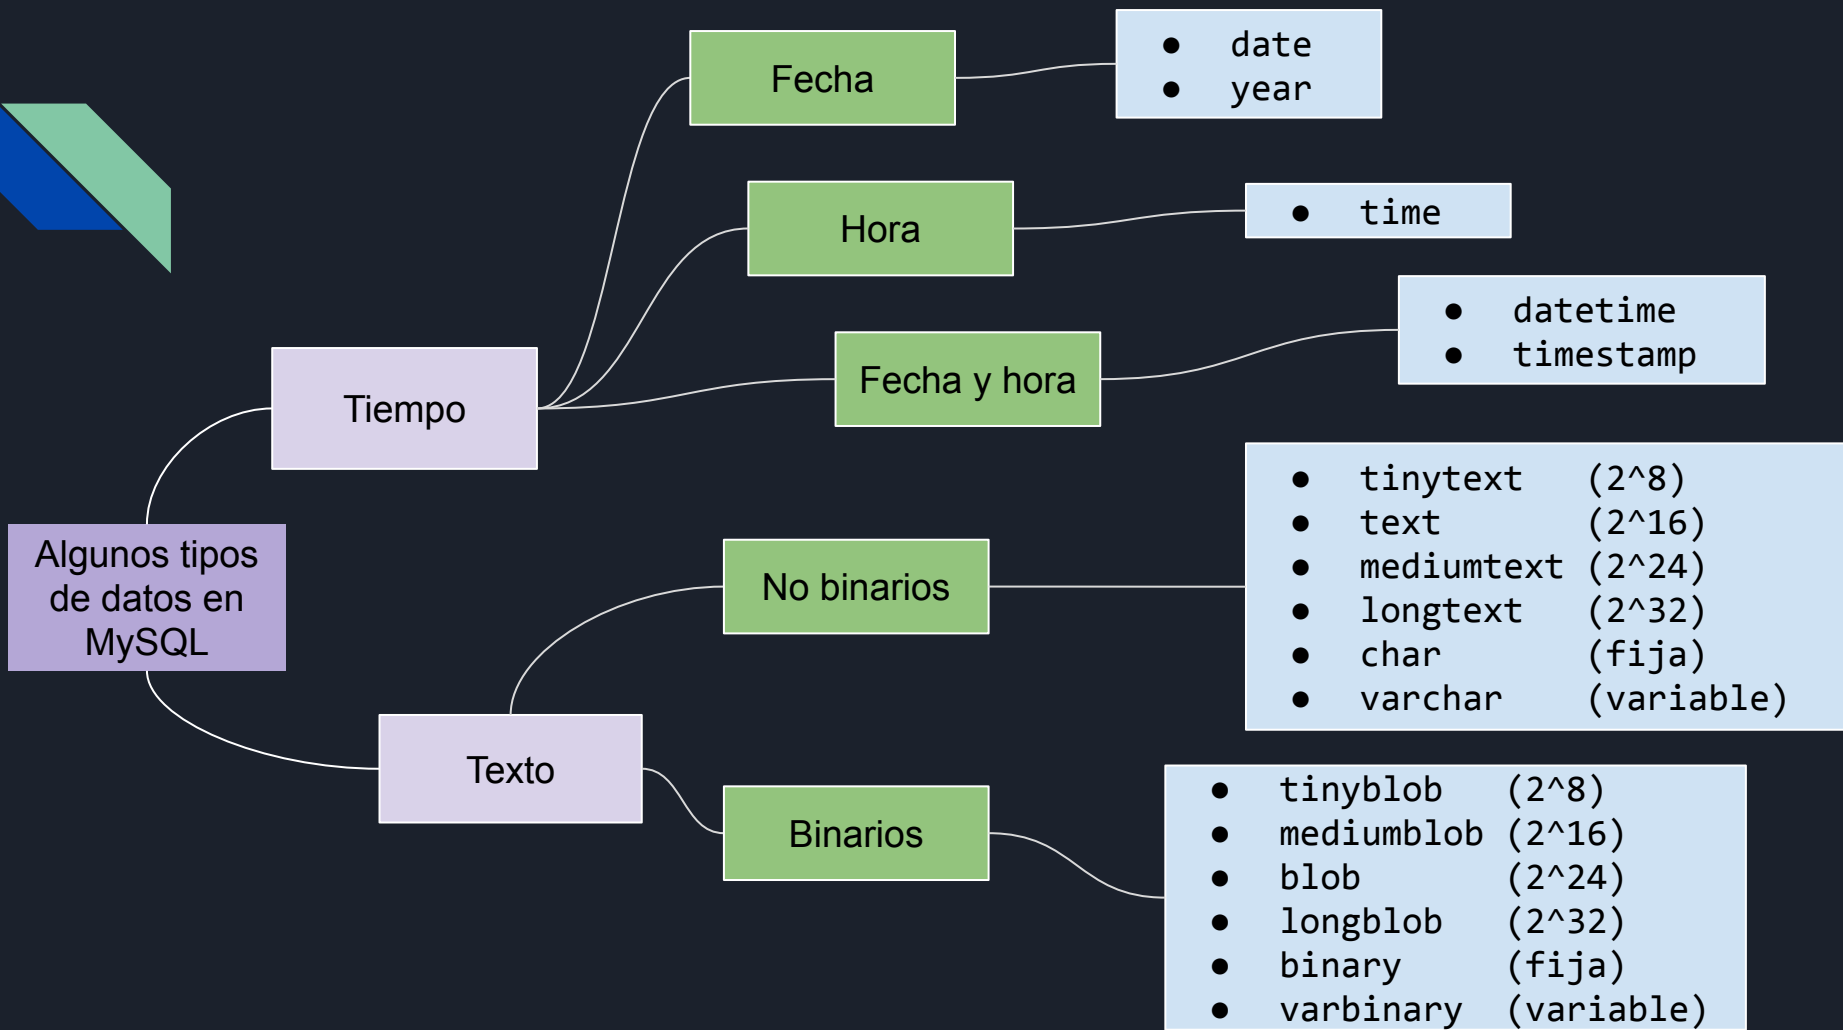 Fecha
● date
● year
Hora
● time
Fecha y hora
● datetime
● timestamp
Tiempo
Algunos tipos
de datos en
MySQL
Texto
No binarios
● tinytext (2^8)
● text (2^16)
● mediumtext (2^24)
● longtext (2^32)
● char (fija)
● varchar (variable)
Binarios
● tinyblob (2^8)
● mediumblob (2^16)
● blob (2^24)
● longblob (2^32)
● binary (fija)
● varbinary (variable)